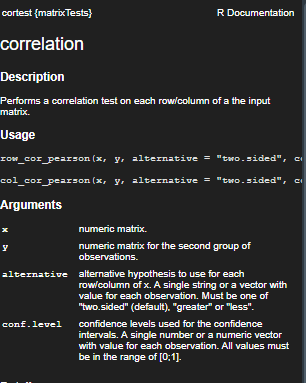 cortest {matrixTests} R Documentation
correlation
Description
Performs a correlation test on each row/column of a the input
matrix.
Usage
row_cor_pearson(x, y, alternative = "two.sided", co
col_cor_pearson(x, y, alternative = "two.sided", co
Arguments
x numeric matrix.
y numeric matrix for the second group of
observations.
alternative alternative hypothesis to use for each
row/column of x. A single string or a vector with
value for each observation. Must be one of
"two.sided" (default), "greater" or "less".
conf.level confidence levels used for the confidence
intervals. A single number or a numeric vector
with value for each observation. All values must
be in the range of [0;1].